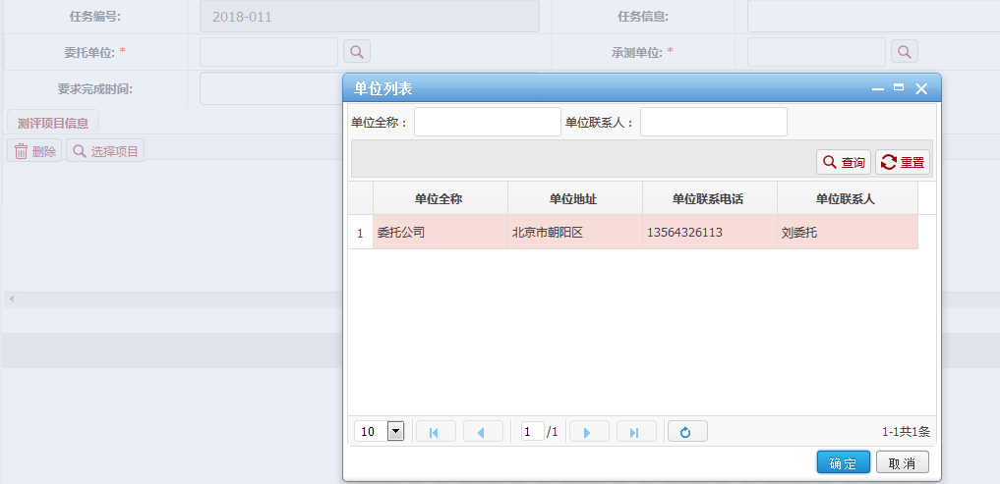 任务编号: 2018-011 任务信息:
委托单位: * 承测单位: *
要求完成时间:
测评项目信息
删除 选择项目
单位列表
单位全称： 单位联系人：
查询 重置
单位全称 单位地址 单位联系电话 单位联系人
1 委托公司 北京市朝阳区 13564326113 刘委托
10 1 /1 1-1共1条
确定 取消